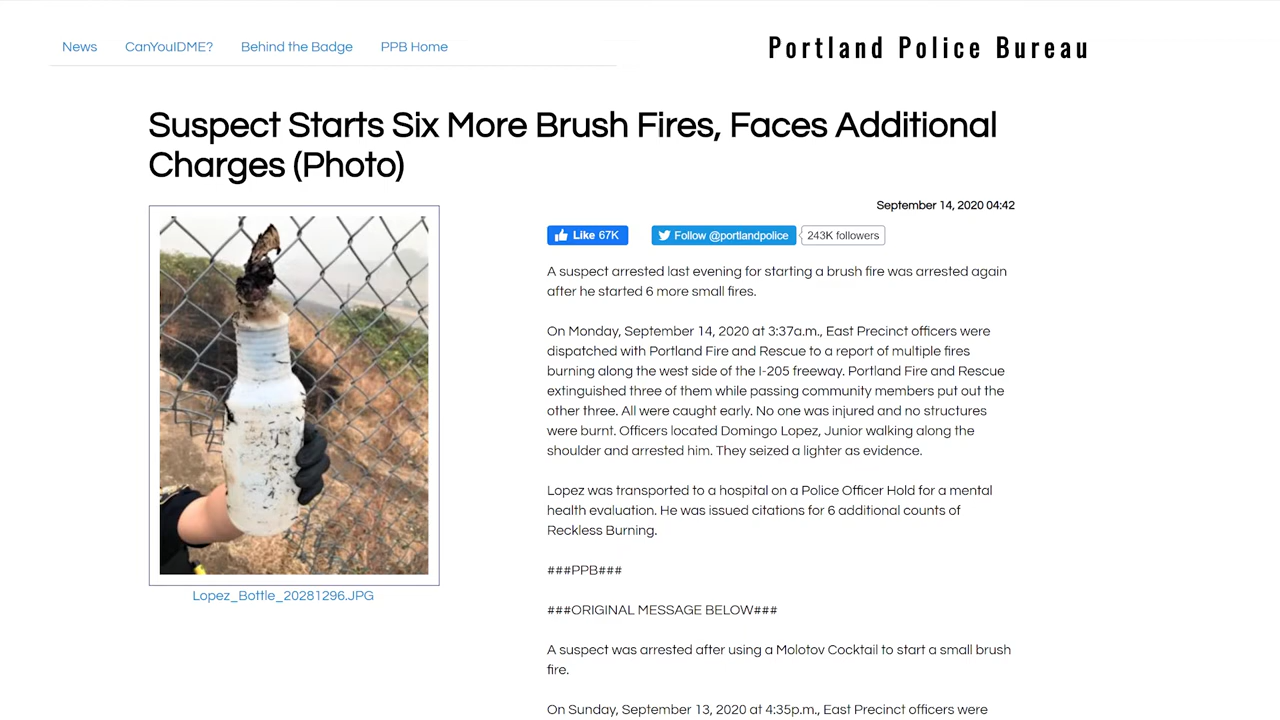 News CanYouIDME? Behind the Badge PPB Home
Portland Police Bureau
Suspect Starts Six More Brush Fires, Faces Additional
Charges (Photo)
September 14, 2020 04:42
Like 67K Follow @portlandpolice 243K followers
A suspect arrested last evening for starting a brush fire was arrested again
after he started 6 more small fires.
On Monday, September 14, 2020 at 3:37a.m., East Precinct officers were
dispatched with Portland Fire and Rescue to a report of multiple fires
burning along the west side of the I-205 freeway. Portland Fire and Rescue
extinguished three of them while passing community members put out the
other three. All were caught early. No one was injured and no structures
were burnt. Officers located Domingo Lopez, Junior walking along the
shoulder and arrested him. They seized a lighter as evidence.
Lopez was transported to a hospital on a Police Officer Hold for a mental
health evaluation. He was issued citations for 6 additional counts of
Reckless Burning.
###PPB###
Lopez_Bottle_20281296.JPG
###ORIGINAL MESSAGE BELOW###
A suspect was arrested after using a Molotov Cocktail to start a small brush
fire.
On Sunday, September 13, 2020 at 4:35p.m., East Precinct officers were